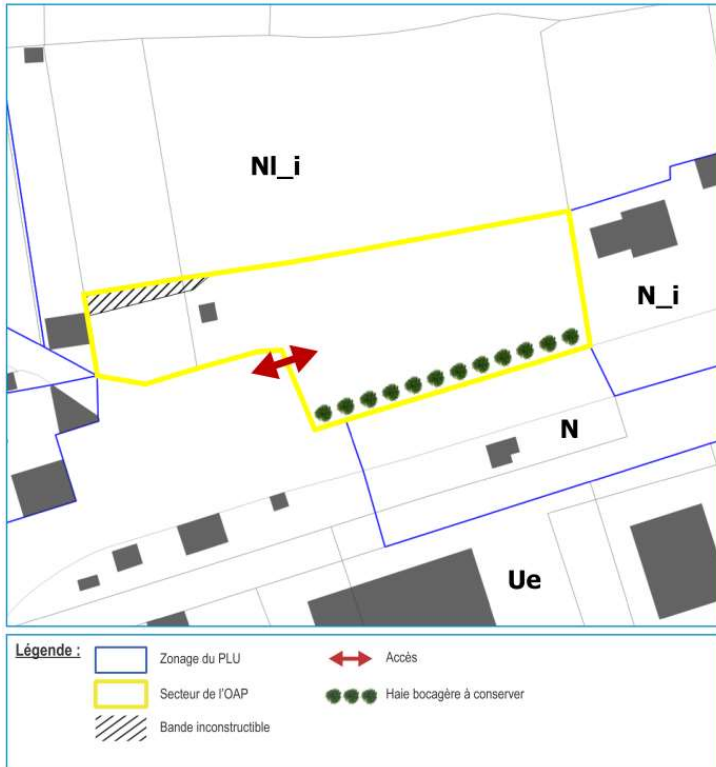 Nl_i
N_i
N
Ue
Légende :
Zonage du PLU
Accès
Secteur de l'OAP
Haie bocagère à conserver
Bande inconstructible